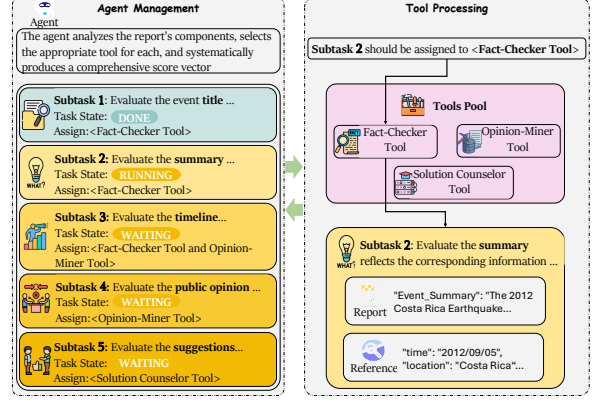 Agent Management
Agent
The agent analyzes the report's components, selects
the appropriate tool for each, and systematically
produces a comprehensive score vector
Subtask 1: Evaluate the event title ...
Task State: DONE
Assign:<Fact-Checker Tool>
Subtask 2: Evaluate the summary ...
Task State: RUNNING
Assign:<Fact-Checker Tool>
WHAT?
Subtask 3: Evaluate the timeline...
Task State: WAITING
Assign:<Fact-Checker Tool and Opinion-
Miner Tool>
Subtask 4: Evaluate the public opinion ...
Task State: WAITING
Assign:<Opinion-Miner Tool>
Subtask 5: Evaluate the suggestions...
Task State: WAITING
Assign:<Solution Counselor Tool>
Tool Processing
Subtask 2 should be assigned to <Fact-Checker Tool>
Tools Pool
Fact-Checker
Tool
Opinion-Miner
Tool
Solution Counselor
Tool
Subtask 2: Evaluate the summary
reflects the corresponding information ...
WHAT?
Report
"Event_Summary": "The 2012
Costa Rica Earthquake...
Reference
"time": "2012/09/05",
"location": "Costa Rica"...